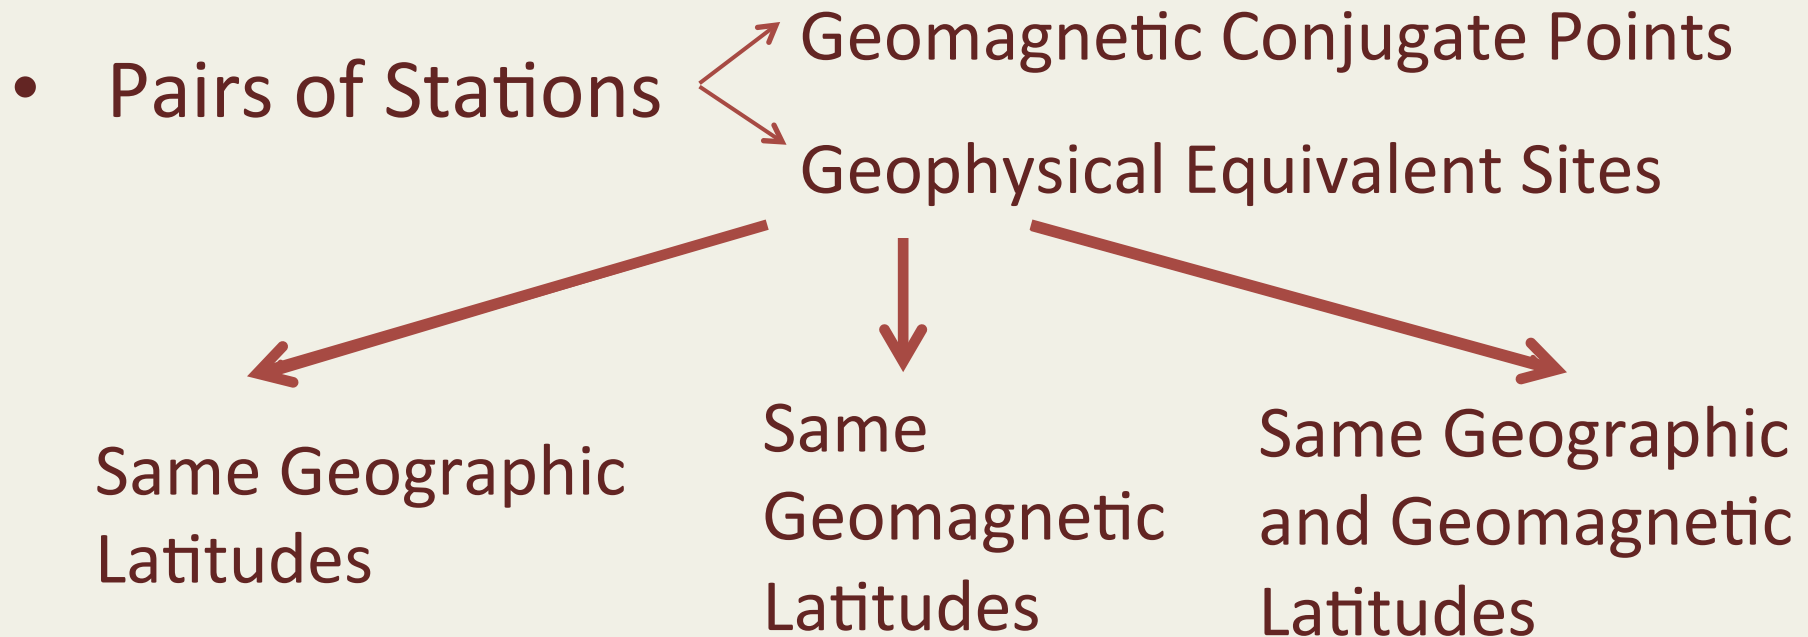 Geomagnetic Conjugate Points
• Pairs of Stations
Geophysical Equivalent Sites
Same Geographic
Latitudes
Same
Geomagnetic
Latitudes
Same Geographic
and Geomagnetic
Latitudes